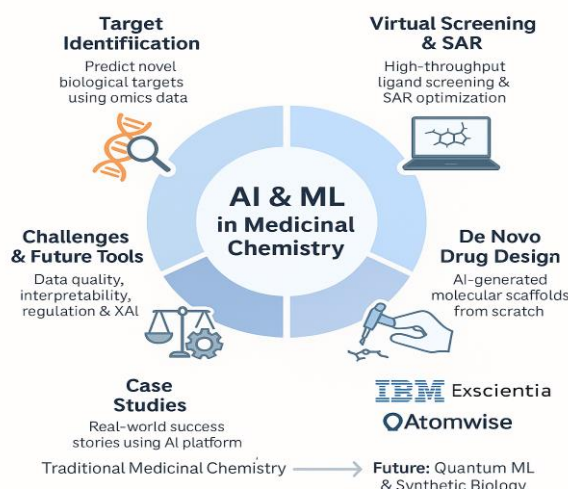 Target
Identifiication
Predict novel
biological targets
using omics data
Virtual Screening
& SAR
High-throughput
ligand screening &
SAR optimization
AI & ML
in Medicinal
Chemistry
Challenges
& Future Tools
Data quality,
interpretability,
regulation & XAI
De Novo
Drug Design
AI-generated
molecular scaffolds
from scratch
Case
Studies
Real-world success
stories using AI platform
IBM Exscientia
Atomwise
Traditional Medicinal Chemistry
Future: Quantum ML
& Synthetic Biology